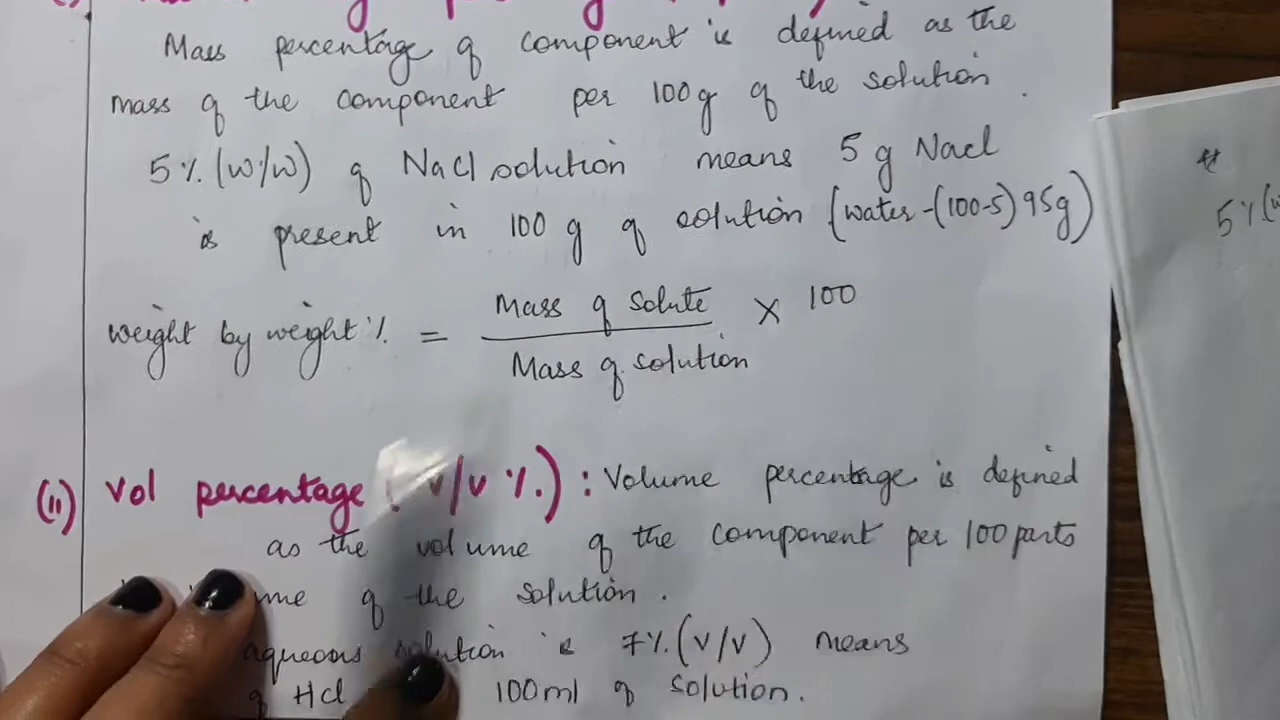 Mass percentage of component is defined as the
mass of the component per 100g of the solution.
5% (w/w) of NaCl solution means 5g Nacl
is present in 100 g of solution (water-(100-5) 95g)
weight by weight % = Mass of solute / Mass of solution × 100
(ii) Vol percentage (v/v %.) : Volume percentage is defined
as the volume of the component per 100 parts
of the solution.
aqueous solution is 7% (v/v) means
of Hcl 100ml of solution.
5% (w